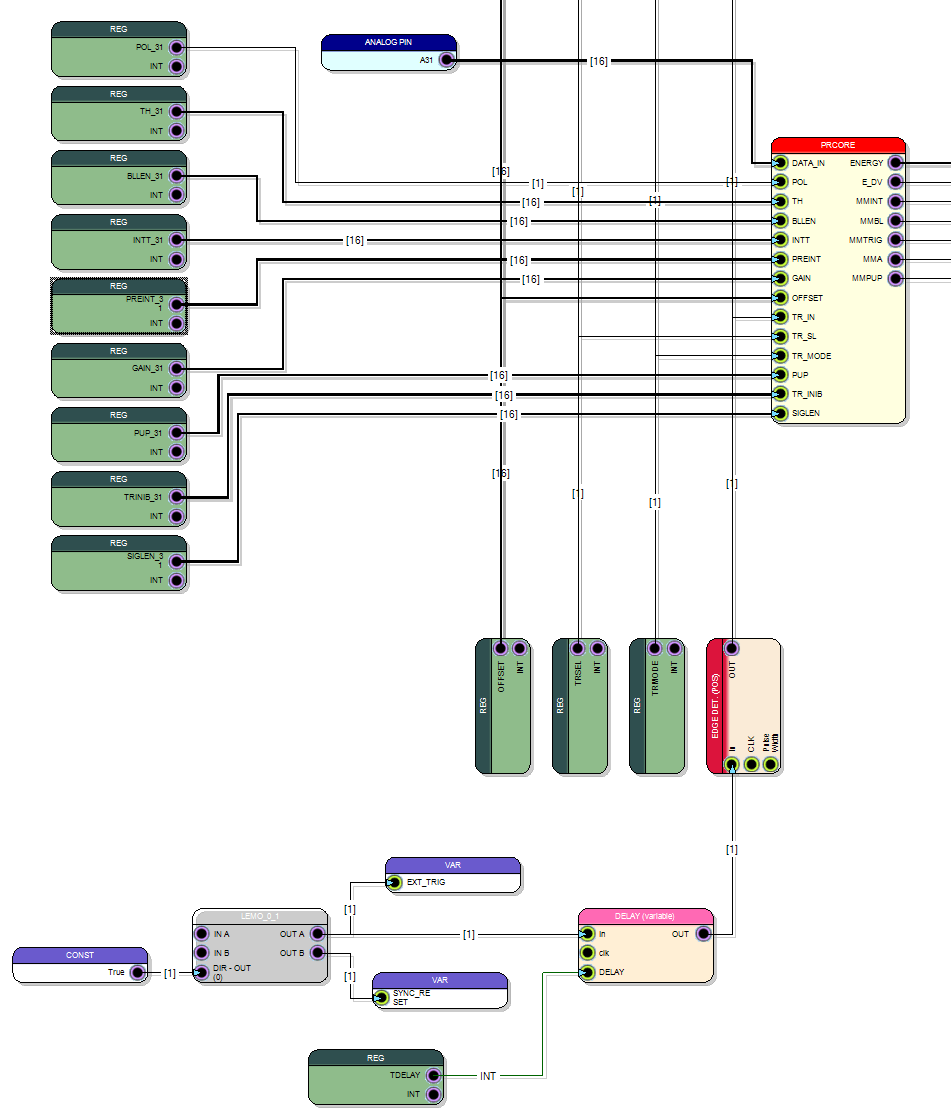 REG
POL_31
INT
REG
TH_31
INT
REG
BLLEN_31
INT
REG
INTT_31
INT
REG
PREINT_3
1
INT
REG
GAIN_31
INT
REG
PUP_31
INT
REG
TRINIB_31
INT
REG
SIGLEN_3
1
INT
ANALOG PIN
A31
[16]
[16]
[1]
[1]
[1]
[1]
[16]
[16]
[16]
[16]
[16]
[16]
[16]
[16]
[16]
[1]
[1]
[1]
PRCORE
DATA_IN ENERGY
POL E_DV
TH MMINT
BLLEN MMBL
INTT MMTRIG
PREINT MMA
GAIN MMPUP
OFFSET
TR_IN
TR_SL
TR_MODE
PUP
TR_INIB
SIGLEN
REG
OFFSET
INT
REG
TRSEL
INT
REG
TRMODE
INT
EDGE DET. (POS)
OUT
In
CLK
Pulse
Width
[1]
VAR
EXT_TRIG
[1]
LEMO_0_1
IN A OUT A
IN B OUT B
DIR - OUT
(0)
CONST
True
[1]
[1]
[1]
VAR
SYNC_RE
SET
DELAY (variable)
In OUT
clk
DELAY
REG
TDELAY
INT
INT